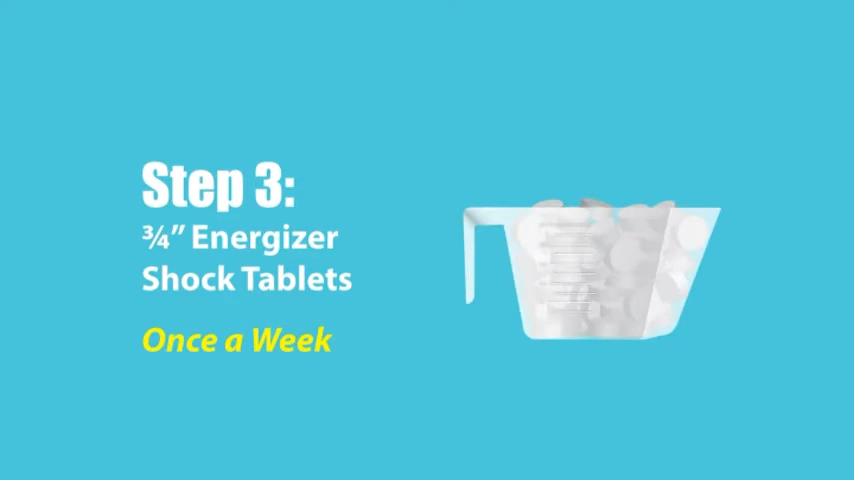 Step 3:
¾” Energizer
Shock Tablets
Once a Week